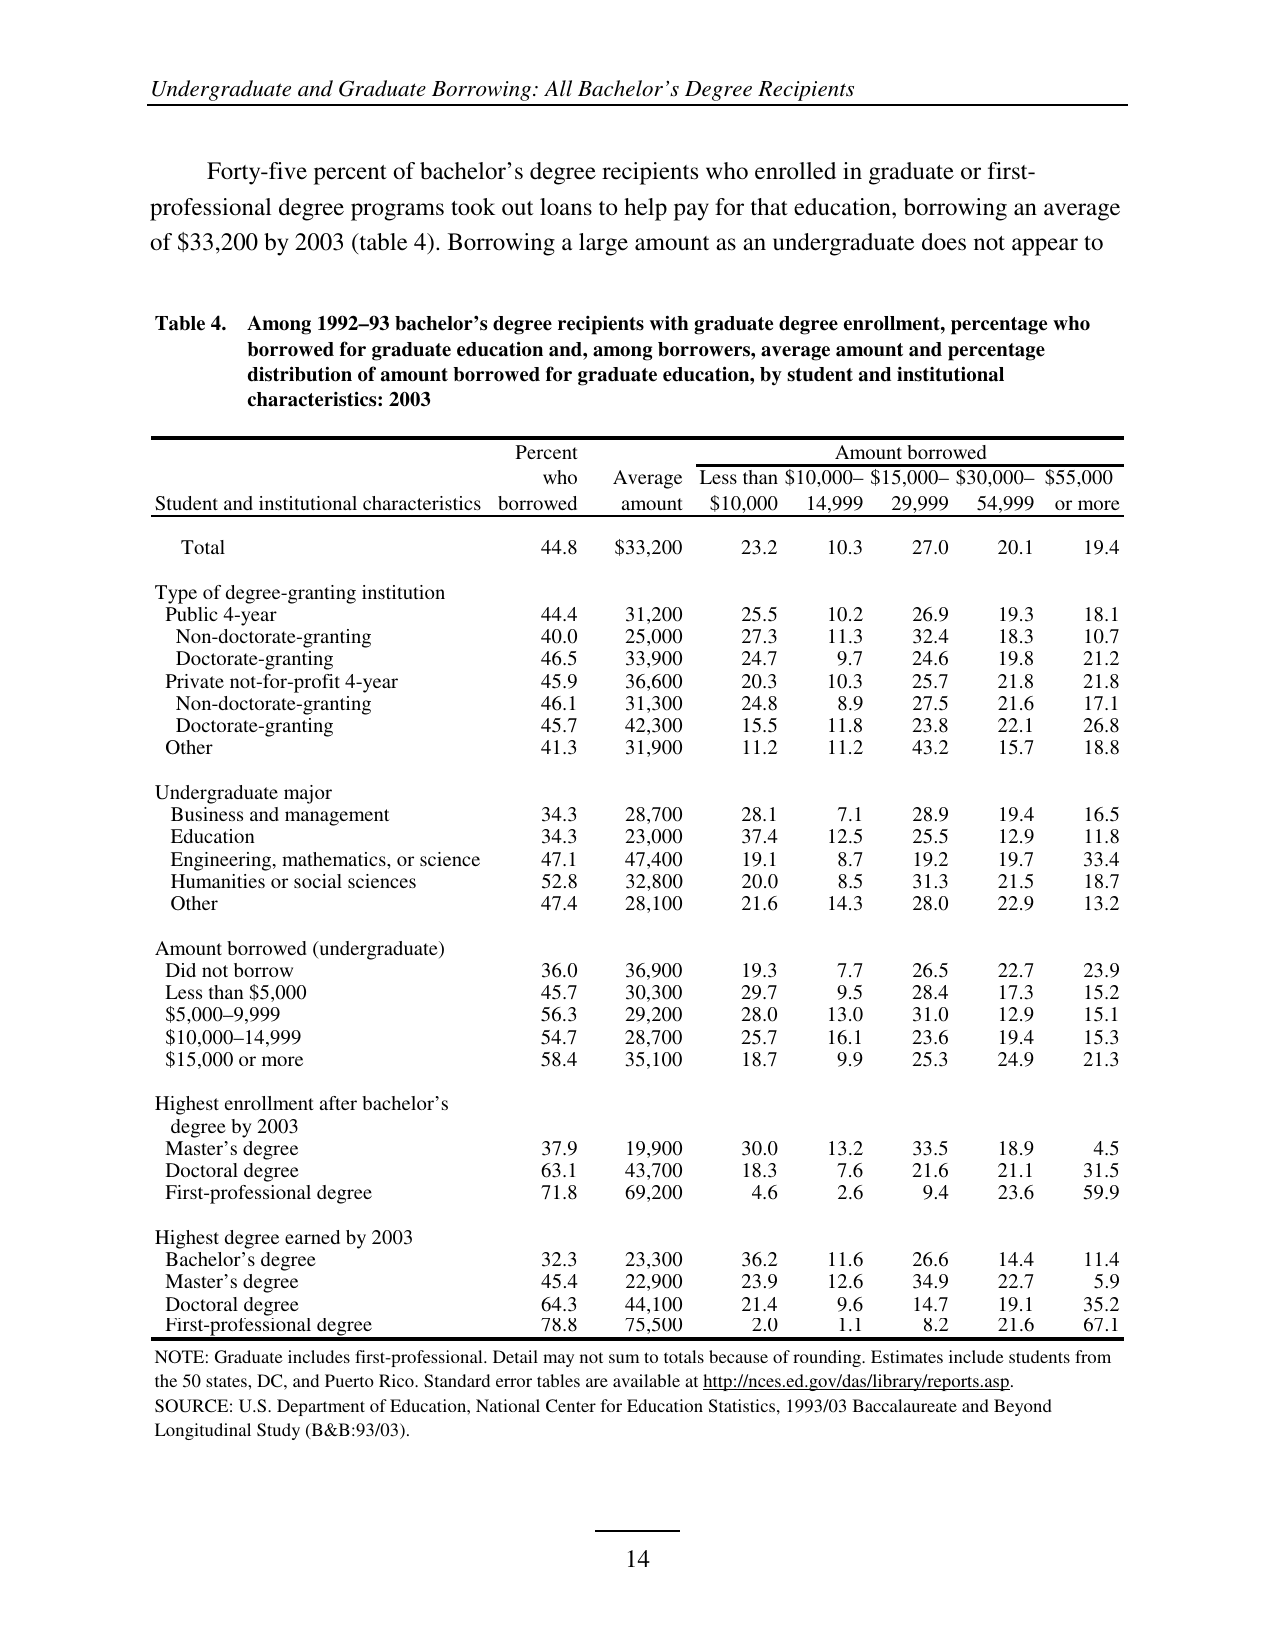 Undergraduate and Graduate Borrowing: All Bachelor’s Degree Recipients
Forty-five percent of bachelor’s degree recipients who enrolled in graduate or first-
professional degree programs took out loans to help pay for that education, borrowing an average
of $33,200 by 2003 (table 4). Borrowing a large amount as an undergraduate does not appear to
Table 4. Among 1992–93 bachelor’s degree recipients with graduate degree enrollment, percentage who
borrowed for graduate education and, among borrowers, average amount and percentage
distribution of amount borrowed for graduate education, by student and institutional
characteristics: 2003
Percent Amount borrowed
who Average Less than $10,000– $15,000– $30,000– $55,000
Student and institutional characteristics borrowed amount $10,000 14,999 29,999 54,999 or more
Total 44.8 $33,200 23.2 10.3 27.0 20.1 19.4
Type of degree-granting institution
Public 4-year 44.4 31,200 25.5 10.2 26.9 19.3 18.1
Non-doctorate-granting 40.0 25,000 27.3 11.3 32.4 18.3 10.7
Doctorate-granting 46.5 33,900 24.7 9.7 24.6 19.8 21.2
Private not-for-profit 4-year 45.9 36,600 20.3 10.3 25.7 21.8 21.8
Non-doctorate-granting 46.1 31,300 24.8 8.9 27.5 21.6 17.1
Doctorate-granting 45.7 42,300 15.5 11.8 23.8 22.1 26.8
Other 41.3 31,900 11.2 11.2 43.2 15.7 18.8
Undergraduate major
Business and management 34.3 28,700 28.1 7.1 28.9 19.4 16.5
Education 34.3 23,000 37.4 12.5 25.5 12.9 11.8
Engineering, mathematics, or science 47.1 47,400 19.1 8.7 19.2 19.7 33.4
Humanities or social sciences 52.8 32,800 20.0 8.5 31.3 21.5 18.7
Other 47.4 28,100 21.6 14.3 28.0 22.9 13.2
Amount borrowed (undergraduate)
Did not borrow 36.0 36,900 19.3 7.7 26.5 22.7 23.9
Less than $5,000 45.7 30,300 29.7 9.5 28.4 17.3 15.2
$5,000–9,999 56.3 29,200 28.0 13.0 31.0 12.9 15.1
$10,000–14,999 54.7 28,700 25.7 16.1 23.6 19.4 15.3
$15,000 or more 58.4 35,100 18.7 9.9 25.3 24.9 21.3
Highest enrollment after bachelor’s
degree by 2003
Master’s degree 37.9 19,900 30.0 13.2 33.5 18.9 4.5
Doctoral degree 63.1 43,700 18.3 7.6 21.6 21.1 31.5
First-professional degree 71.8 69,200 4.6 2.6 9.4 23.6 59.9
Highest degree earned by 2003
Bachelor’s degree 32.3 23,300 36.2 11.6 26.6 14.4 11.4
Master’s degree 45.4 22,900 23.9 12.6 34.9 22.7 5.9
Doctoral degree 64.3 44,100 21.4 9.6 14.7 19.1 35.2
First-professional degree 78.8 75,500 2.0 1.1 8.2 21.6 67.1
NOTE: Graduate includes first-professional. Detail may not sum to totals because of rounding. Estimates include students from
the 50 states, DC, and Puerto Rico. Standard error tables are available at http://nces.ed.gov/das/library/reports.asp.
SOURCE: U.S. Department of Education, National Center for Education Statistics, 1993/03 Baccalaureate and Beyond
Longitudinal Study (B&B:93/03).
14